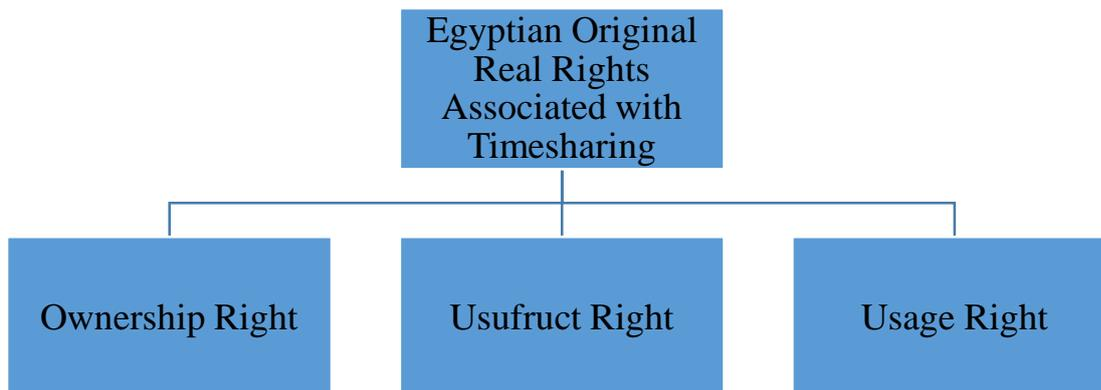 Egyptian Original
Real Rights
Associated with
Timesharing
Ownership Right
Usufruct Right
Usage Right